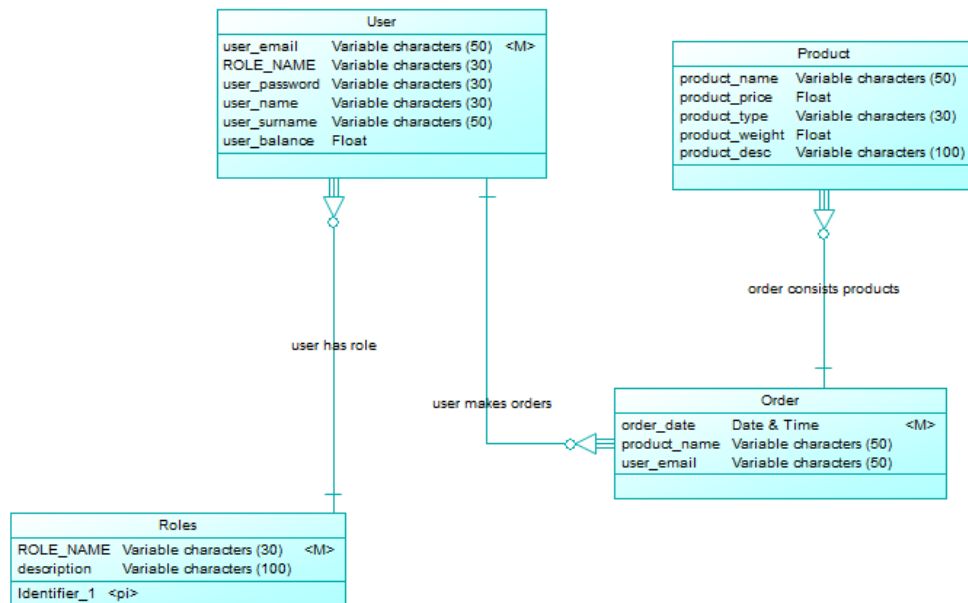 User
user_email Variable characters (50) <M>
ROLE_NAME Variable characters (30)
user_password Variable characters (30)
user_name Variable characters (30)
user_surname Variable characters (50)
user_balance Float
Product
product_name Variable characters (50)
product_price Float
product_type Variable characters (30)
product_weight Float
product_desc Variable characters (100)
order consists products
user has role
user makes orders
Order
order_date Date & Time <M>
product_name Variable characters (50)
user_email Variable characters (50)
Roles
ROLE_NAME Variable characters (30) <M>
description Variable characters (100)
Identifier_1 <pi>